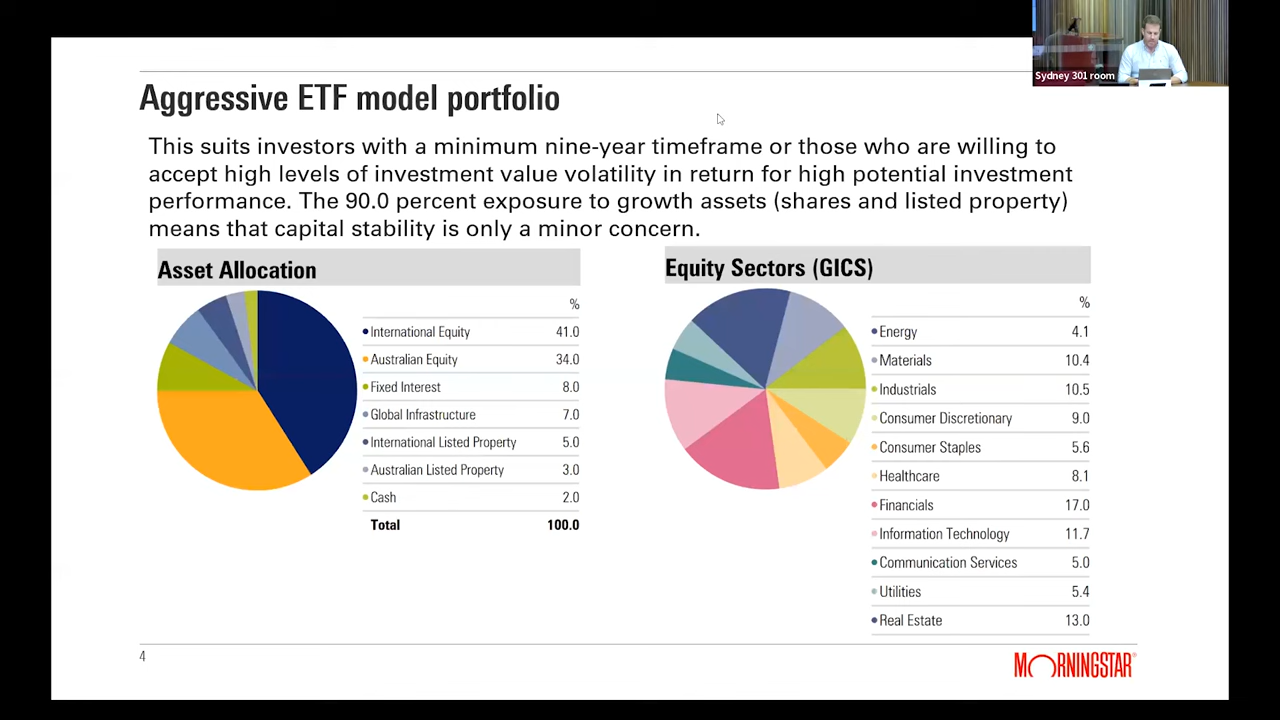 Sydney 301 room
Aggressive ETF model portfolio
This suits investors with a minimum nine-year timeframe or those who are willing to
accept high levels of investment value volatility in return for high potential investment
performance. The 90.0 percent exposure to growth assets (shares and listed property)
means that capital stability is only a minor concern.
Asset Allocation
%
International Equity 41.0
Australian Equity 34.0
Fixed Interest 8.0
Global Infrastructure 7.0
International Listed Property 5.0
Australian Listed Property 3.0
Cash 2.0
Total 100.0
Equity Sectors (GICS)
%
Energy 4.1
Materials 10.4
Industrials 10.5
Consumer Discretionary 9.0
Consumer Staples 5.6
Healthcare 8.1
Financials 17.0
Information Technology 11.7
Communication Services 5.0
Utilities 5.4
Real Estate 13.0
4
MORNINGSTAR